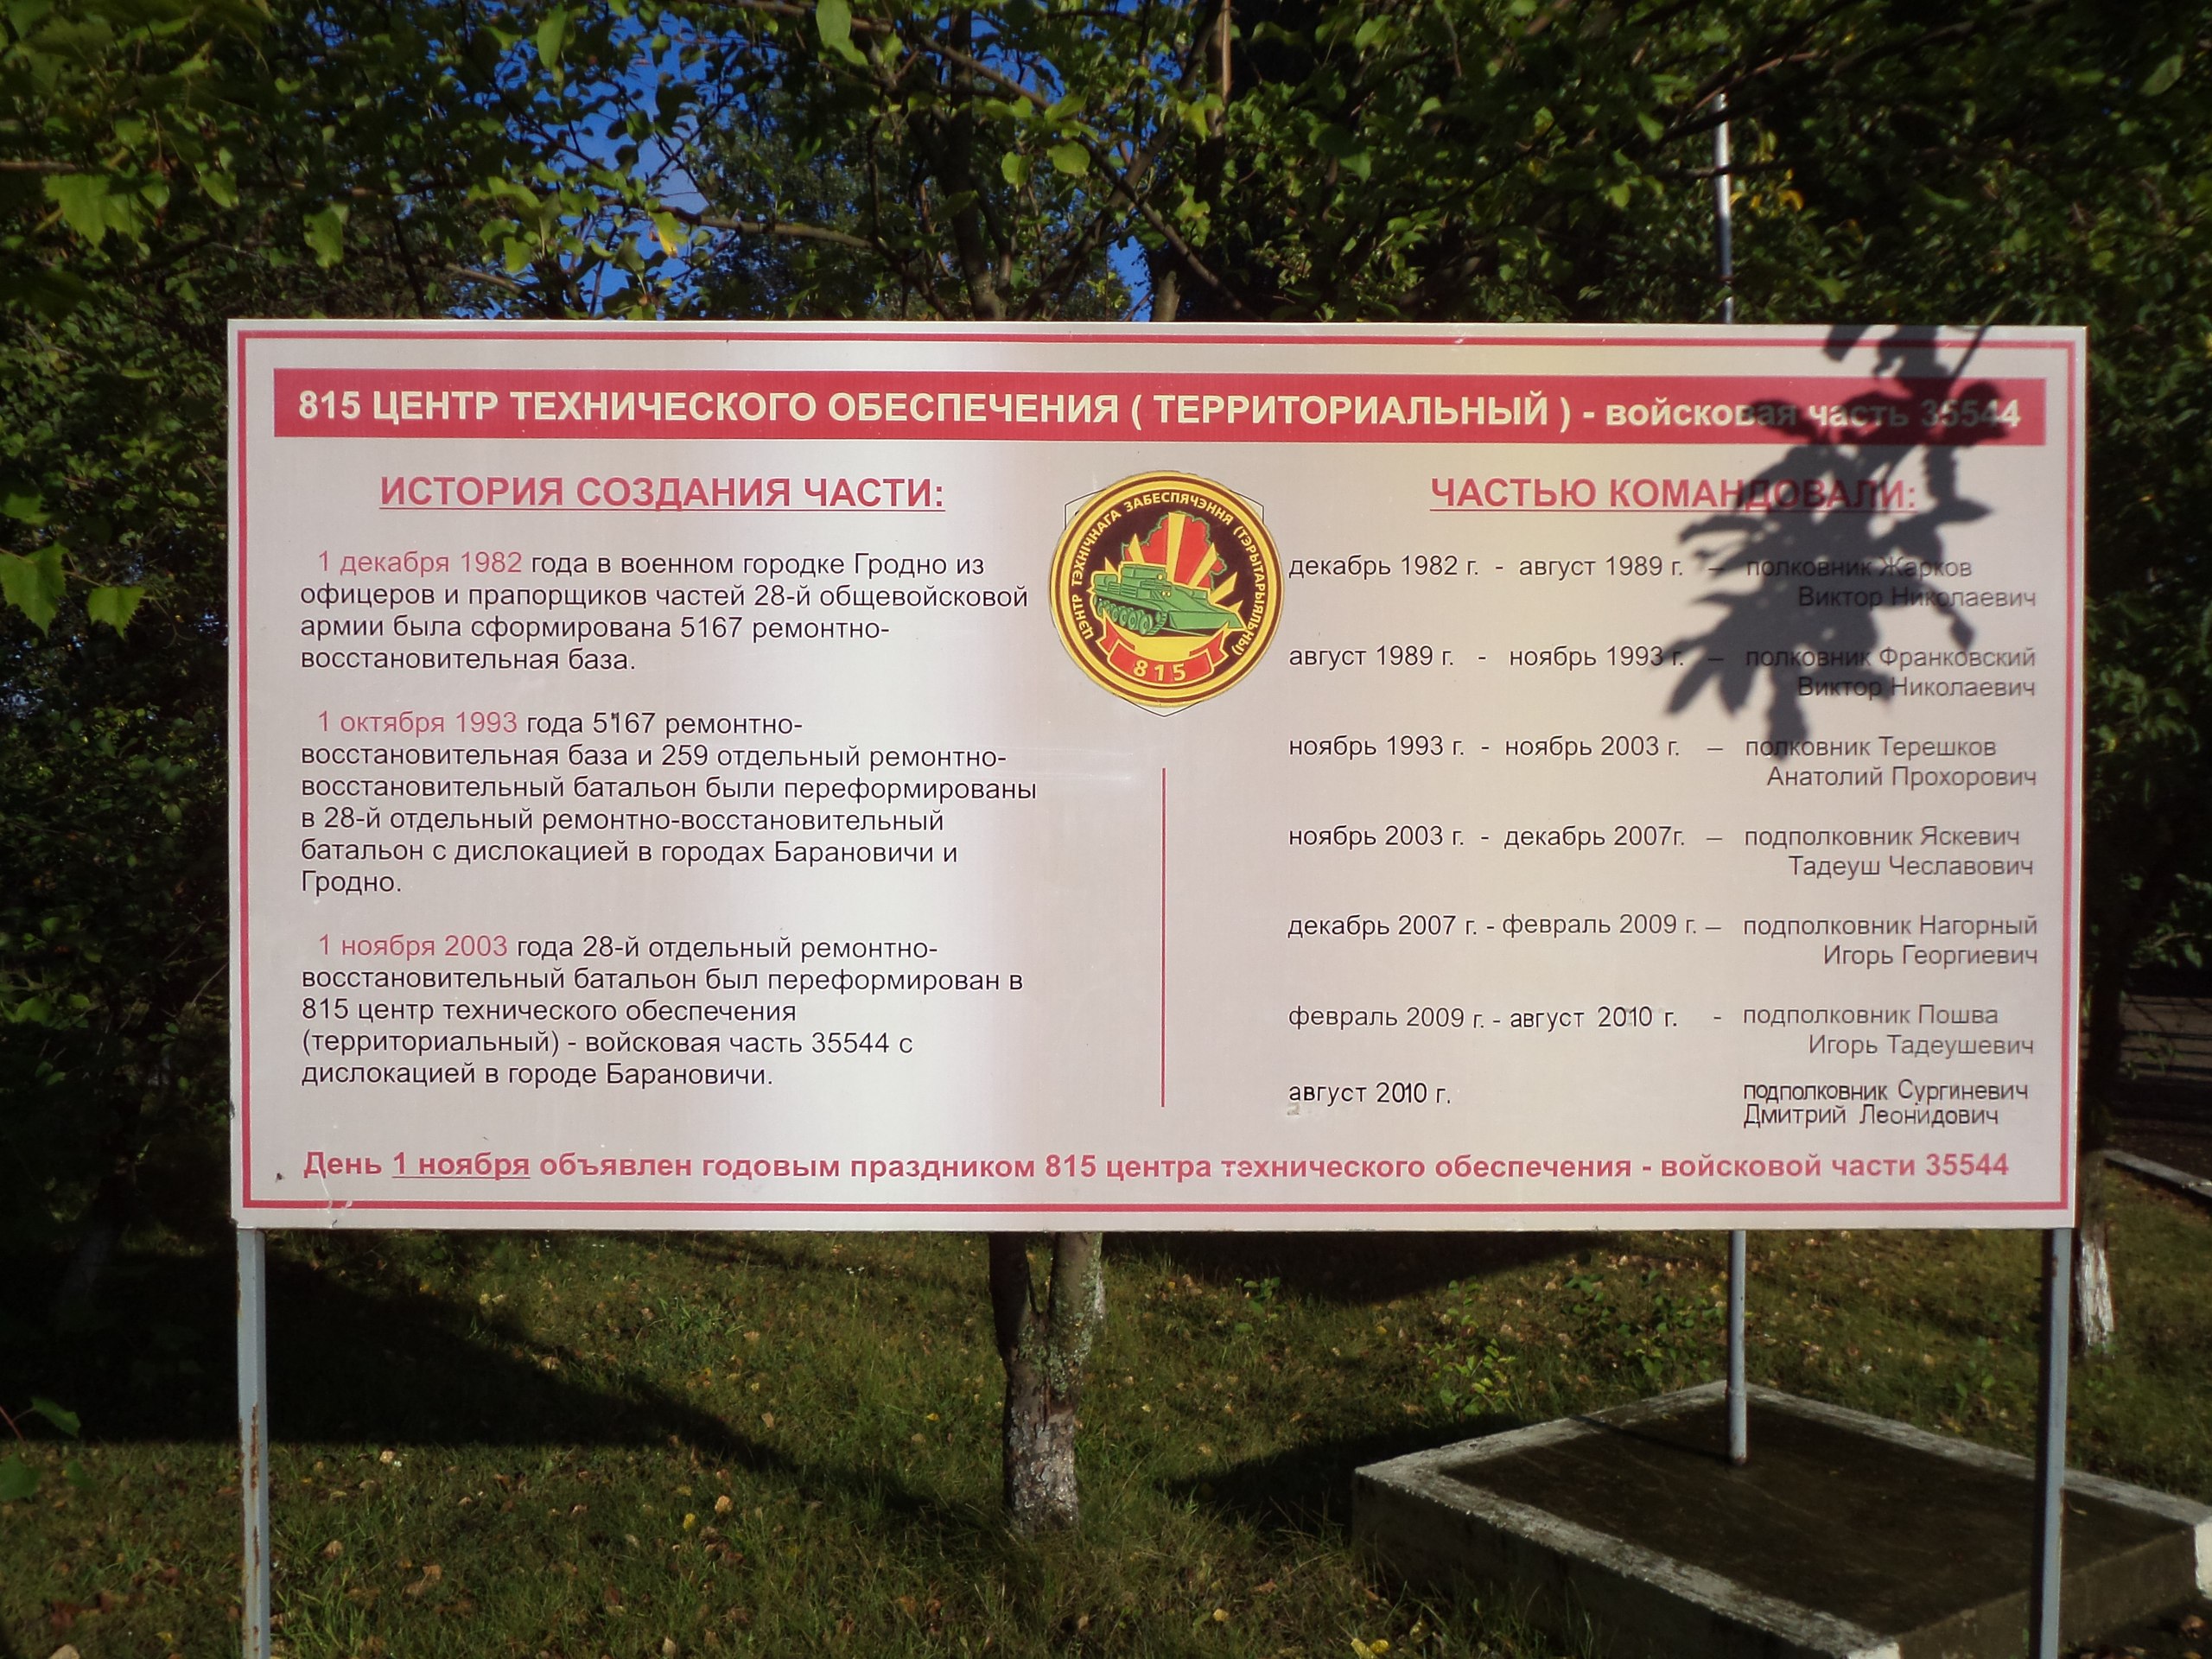 815 ЦЕНТР ТЕХНИЧЕСКОГО ОБЕСПЕЧЕНИЯ ( ТЕРРИТОРИАЛЬНЫЙ ) - войсковая часть 35544
ИСТОРИЯ СОЗДАНИЯ ЧАСТИ:
1 декабря 1982 года в военном городке Гродно из
офицеров и прапорщиков частей 28-й общевойсковой
армии была сформирована 5167 ремонтно-
восстановительная база.
1 октября 1993 года 5167 ремонтно-
восстановительная база и 259 отдельный ремонтно-
восстановительный батальон были переформированы
в 28-й отдельный ремонтно-восстановительный
батальон с дислокацией в городах Барановичи и
Гродно.
1 ноября 2003 года 28-й отдельный ремонтно-
восстановительный батальон был переформирован в
815 центр технического обеспечения
(территориальный) - войсковая часть 35544 с
дислокацией в городе Барановичи.
ЦЭНТР ТЭХНІЧНАГА ЗАБЕСПЯЧЭННЯ (ТЭРЫТАРЫЯЛЬНЫ)
815
ЧАСТЬЮ КОМАНДОВАЛИ:
декабрь 1982 г. - август 1989 г. – полковник Жарков
Виктор Николаевич
август 1989 г. - ноябрь 1993 г. – полковник Франковский
Виктор Николаевич
ноябрь 1993 г. - ноябрь 2003 г. – полковник Терешков
Анатолий Прохорович
ноябрь 2003 г. - декабрь 2007г. – подполковник Яскевич
Тадеуш Чеславович
декабрь 2007 г. - февраль 2009 г. – подполковник Нагорный
Игорь Георгиевич
февраль 2009 г. - август 2010 г. - подполковник Пошва
Игорь Тадеушевич
август 2010 г. подполковник Сургиневич
Дмитрий Леонидович
День 1 ноября объявлен годовым праздником 815 центра технического обеспечения - войсковой части 35544